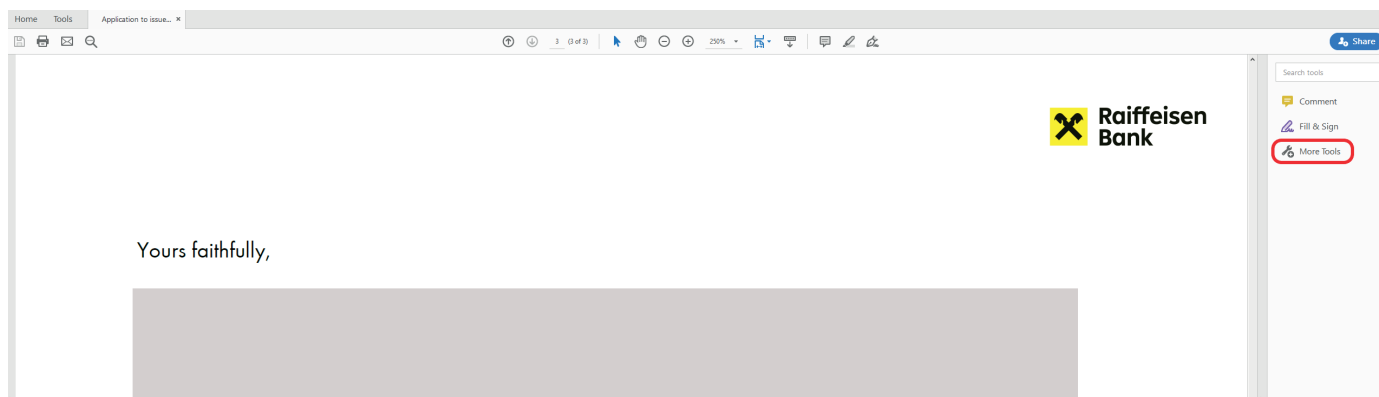 Home Tools Application to issue... ×
3 (3 of 3) 250% Share
Search tools
Comment
Fill & Sign
More Tools
Raiffeisen
Bank
Yours faithfully,